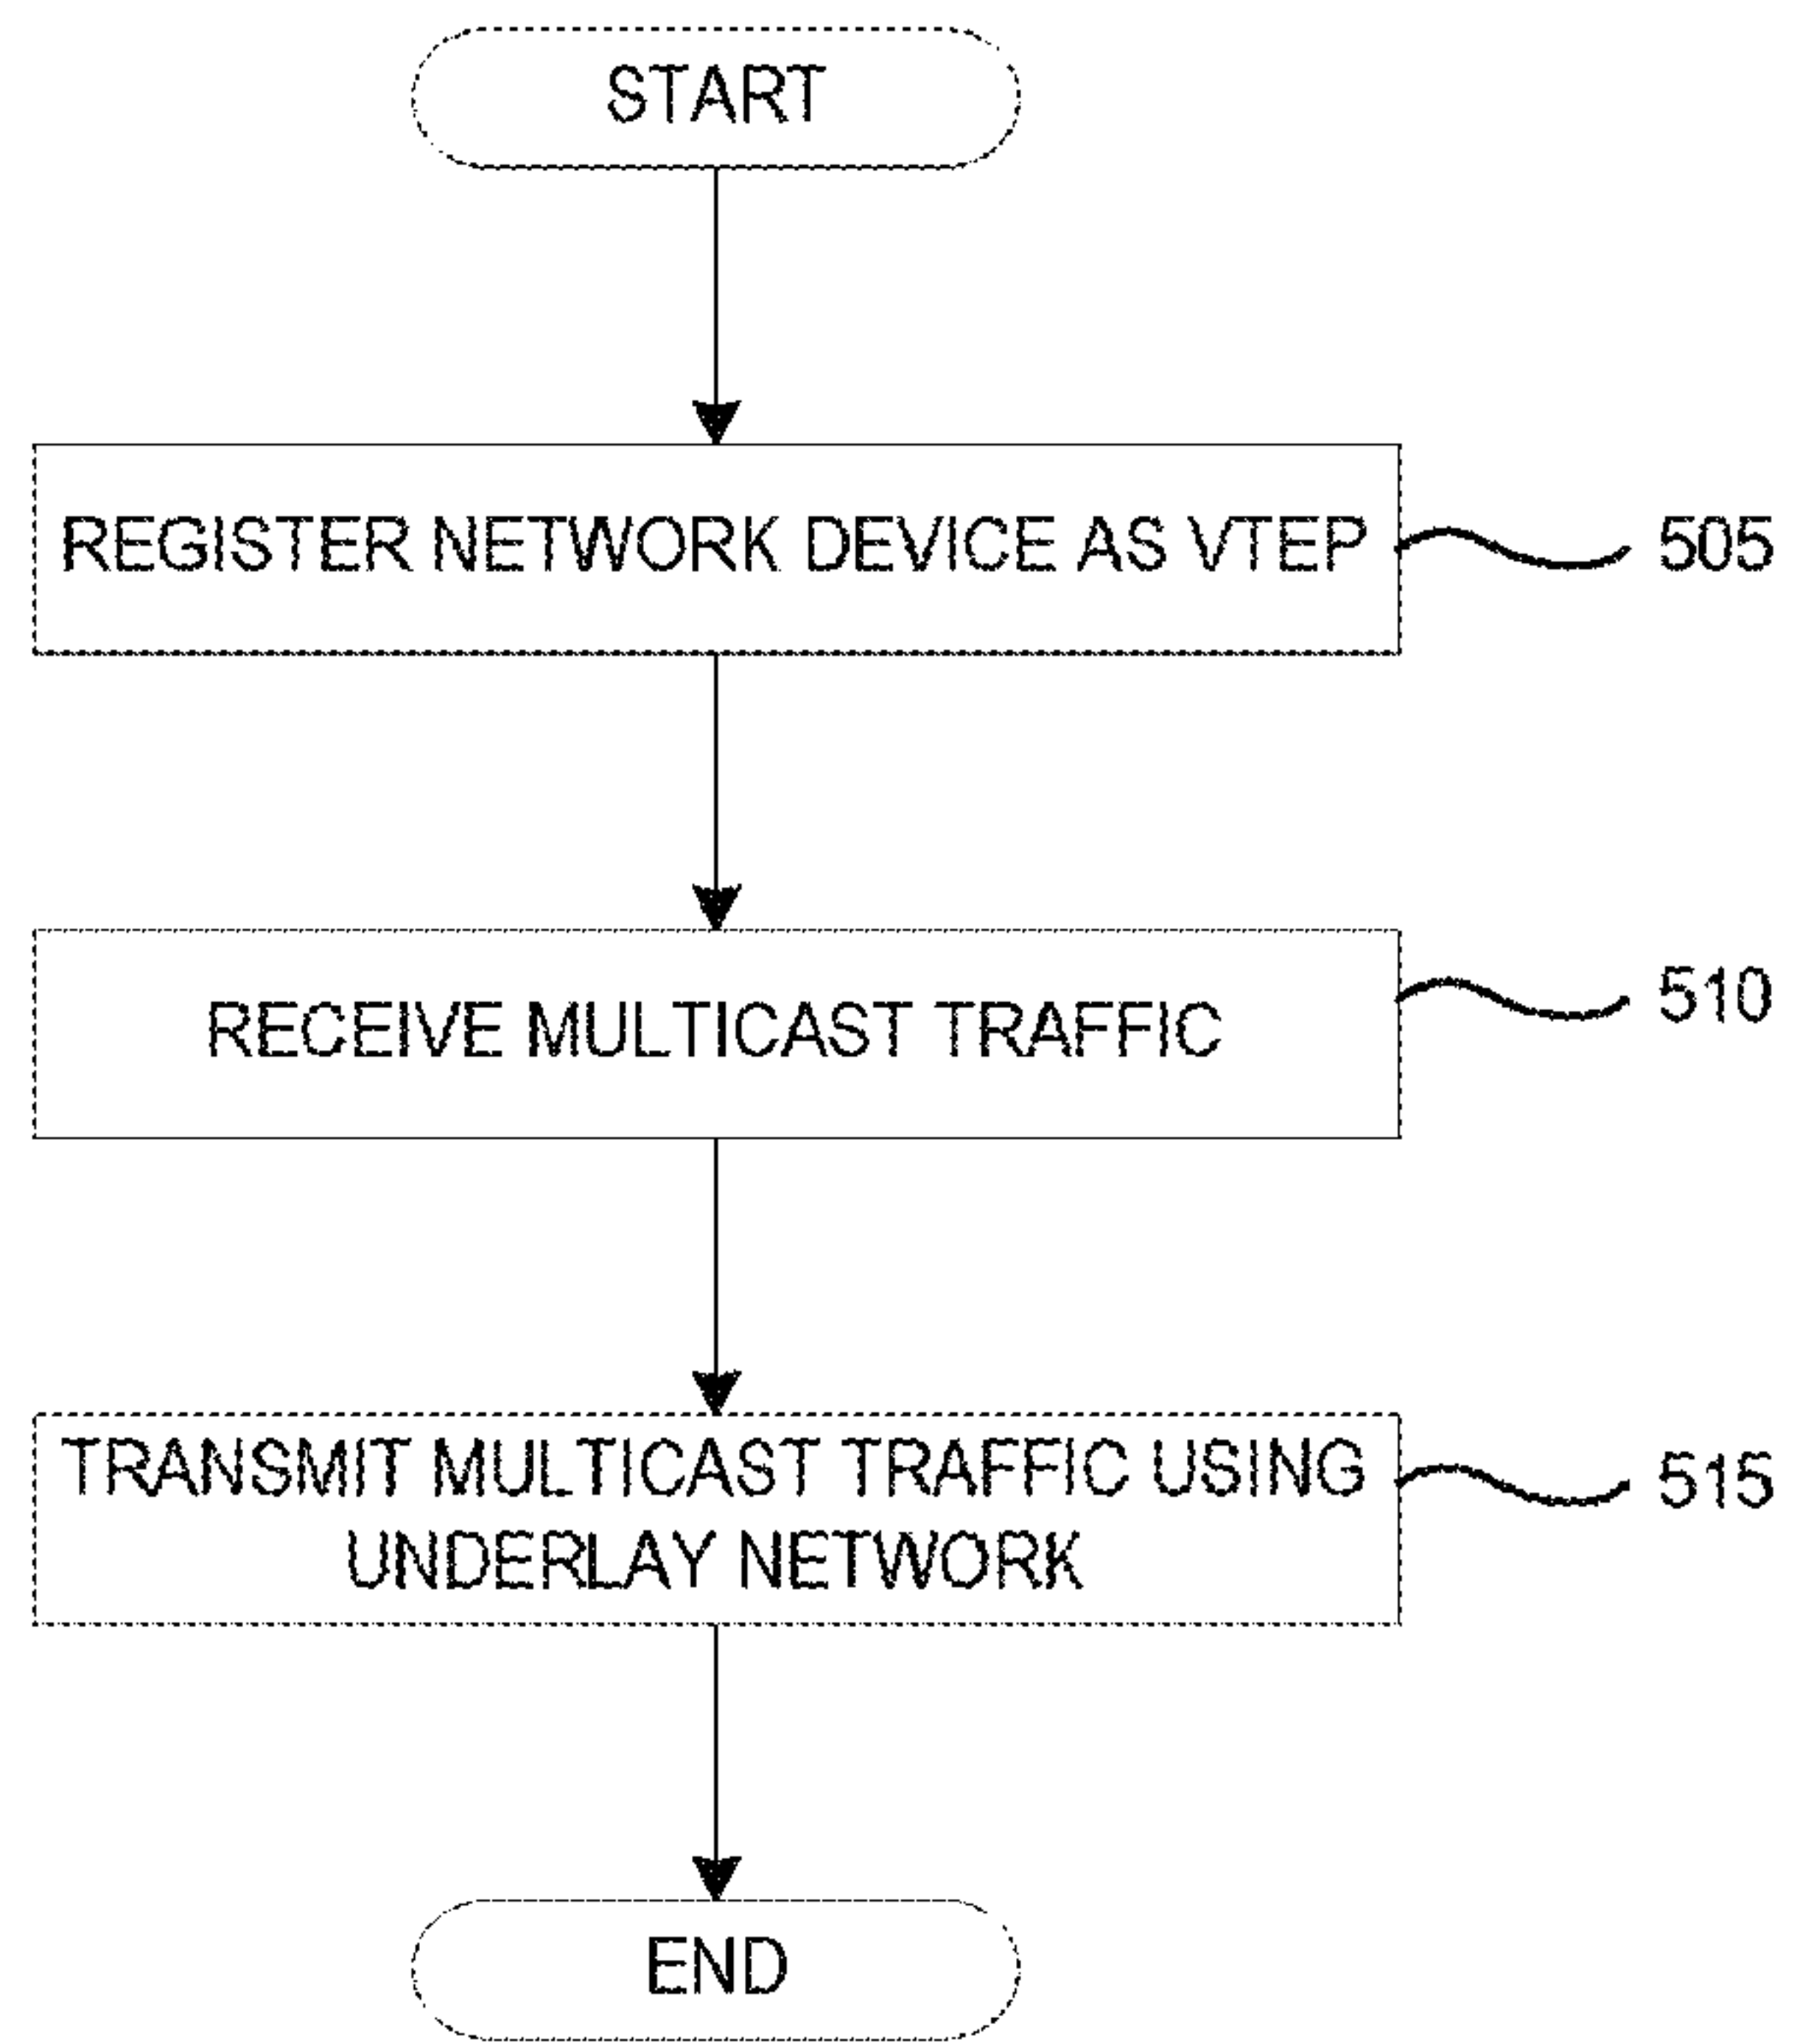 START
REGISTER NETWORK DEVICE AS VTEP
505
RECEIVE MULTICAST TRAFFIC
510
TRANSMIT MULTICAST TRAFFIC USING
UNDERLAY NETWORK
515
END